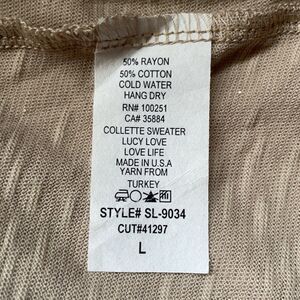 50% RAYON
50% COTTON
COLD WATER
HANG DRY
RN# 100251
CA# 35884
COLLETTE SWEATER
LUCY LOVE
LOVE LIFE
MADE IN U.S.A
YARN FROM
TURKEY
STYLE# SL-9034
CUT#41297
L